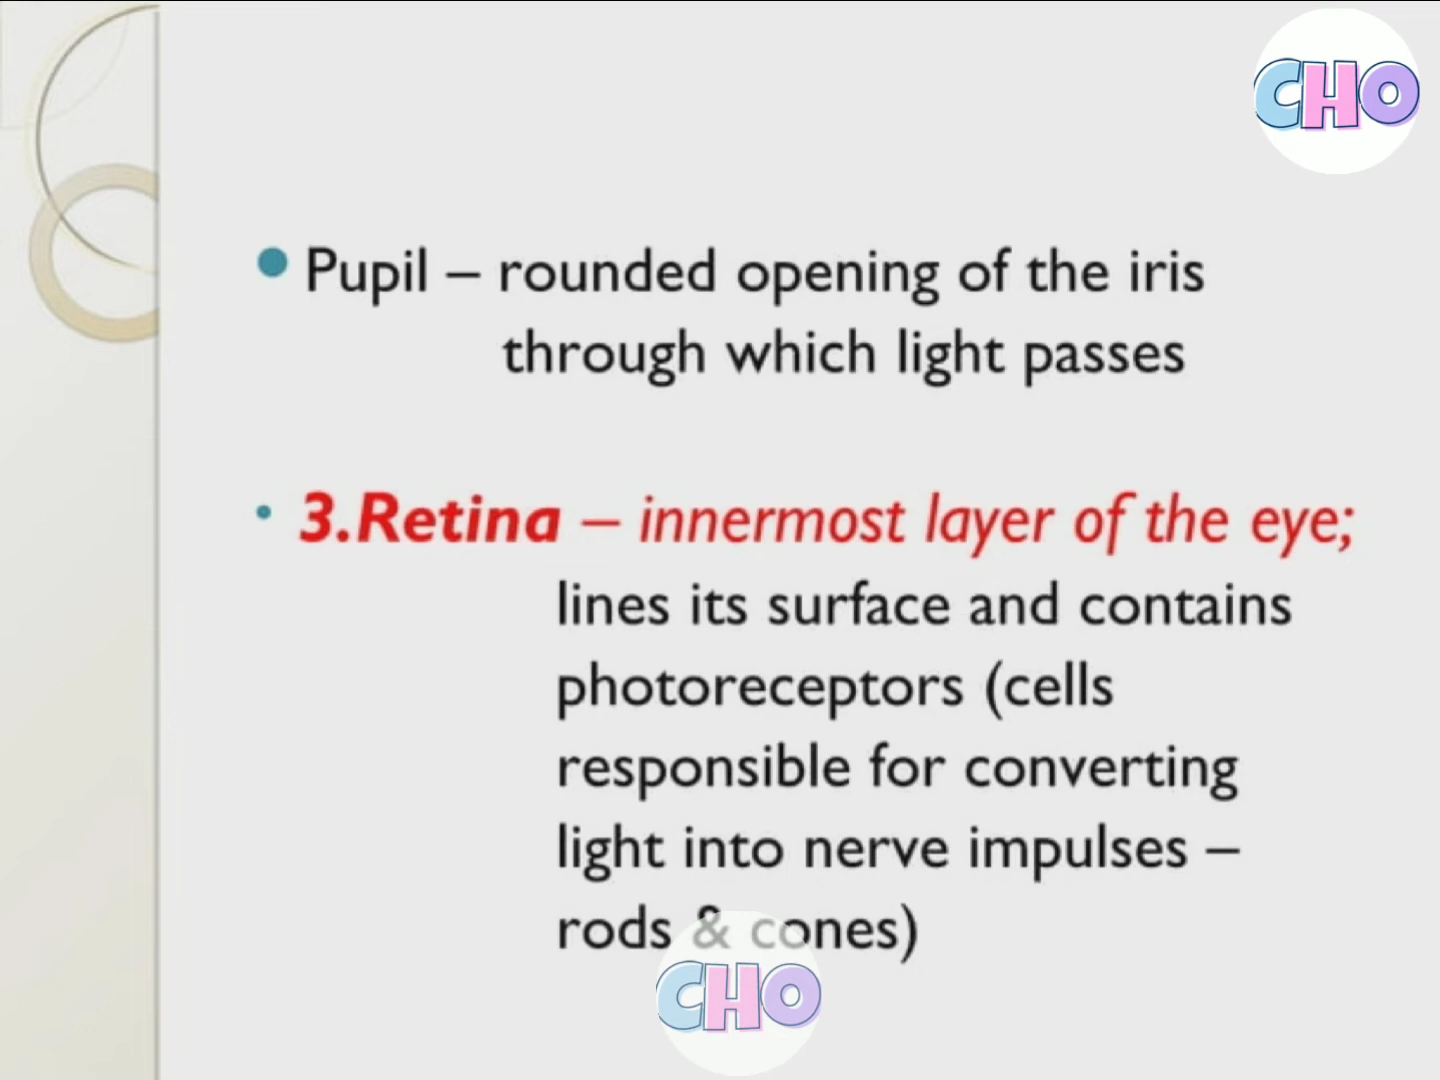 CHO
Pupil – rounded opening of the iris
through which light passes
3.Retina – innermost layer of the eye;
lines its surface and contains
photoreceptors (cells
responsible for converting
light into nerve impulses –
rods & cones)
CHO